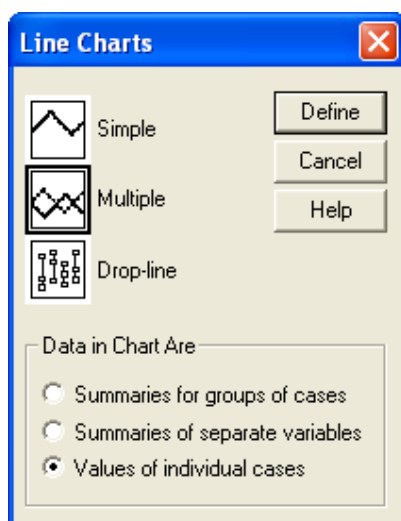 Line Charts
Simple
Define
Cancel
Multiple
Help
Drop-line
Data in Chart Are
Summaries for groups of cases
Summaries of separate variables
Values of individual cases